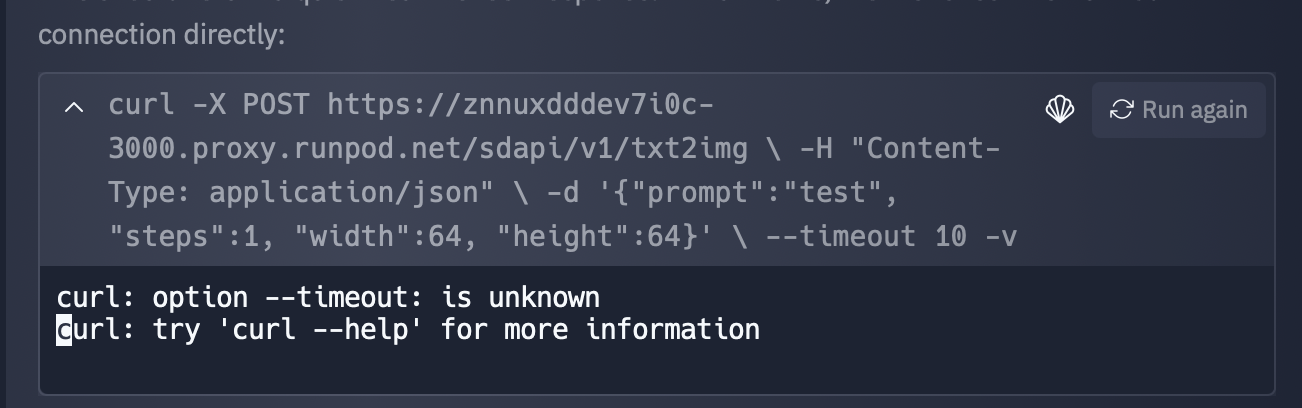 connection directly:
curl -X POST https://znnuxdddev7i0c-
3000.proxy.runpod.net/sdapi/v1/txt2img \ -H "Content-
Type: application/json" \ -d '{"prompt":"test",
"steps":1, "width":64, "height":64}' \ --timeout 10 -v
Run again
curl: option --timeout: is unknown
curl: try 'curl --help' for more information